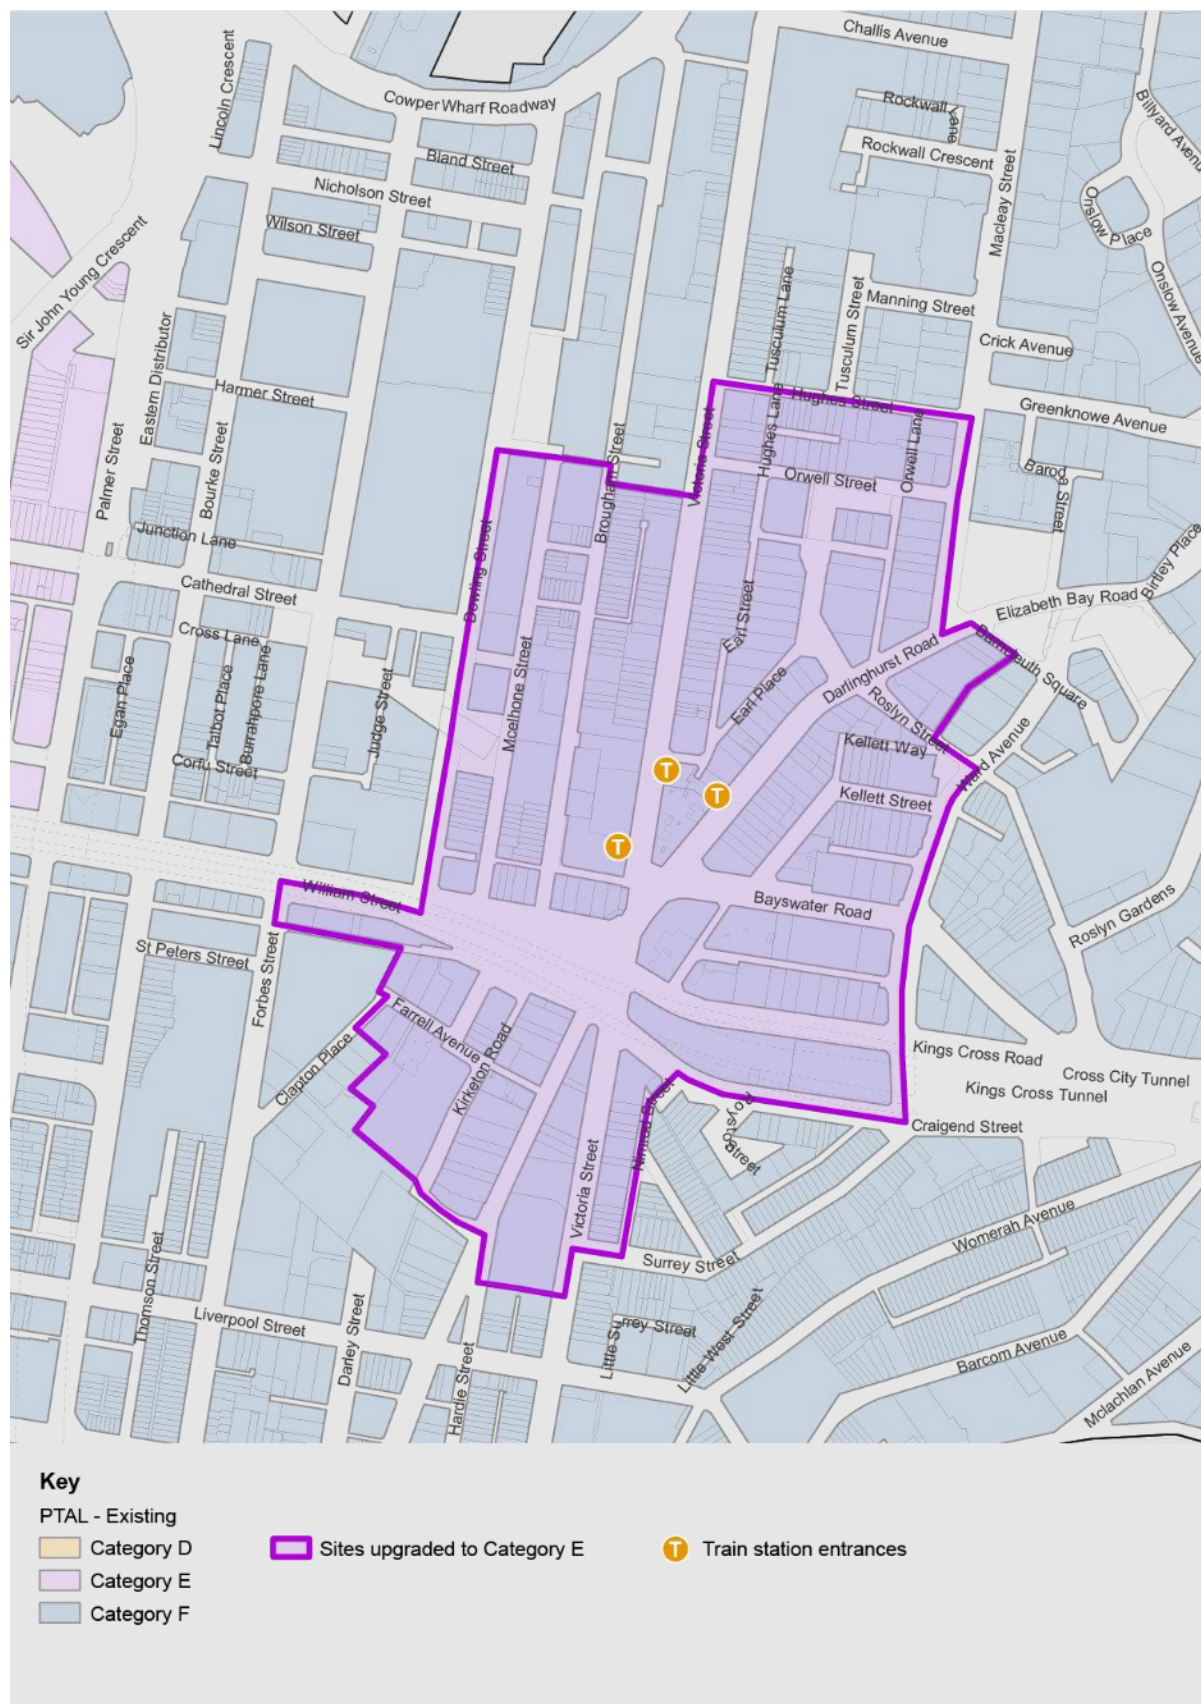 Challis Avenue
Lincoln Crescent
Cowper Wharf Roadway
Rockwall Lane
Billyard Avenue
Bland Street
Rockwall Crescent
Nicholson Street
Macleay Street
Wilson Street
Onslow Place
Sir John Young Crescent
Onslow Avenue
Tusculum Lane
Tusculum Street
Manning Street
Eastern Distributor
Crick Avenue
Harmer Street
Hughes Street
Greenknowe Avenue
Palmer Street
Bourke Street
Brougham Street
Victoria Street
Hughes Lane
Orwell Street
Orwell Lane
Baroda Street
Junction Lane
Dowling Street
Birtley Place
Cathedral Street
Elizabeth Bay Road
Cross Lane
Earl Street
Darlinghurst Road
Egan Place
Talbot Place
Burrahpore Lane
Judge Street
Mcelhone Street
Earl Place
Roslyn Street
Kellett Way
Ward Avenue
Corfu Street
T
T
T
Kellett Street
William Street
Bayswater Road
Roslyn Gardens
St Peters Street
Forbes Street
Farrell Avenue
Kirketon Road
Kings Cross Road
Cross City Tunnel
Kings Cross Tunnel
Clapton Place
Nimrod Street
Craigend Street
Victoria Street
Surrey Street
Womerah Avenue
Thomson Street
Liverpool Street
Darley Street
Hardie Street
Little Surrey Street
Little West Street
Barcom Avenue
Mclachlan Avenue
Key
PTAL - Existing
Category D
Sites upgraded to Category E
T Train station entrances
Category E
Category F